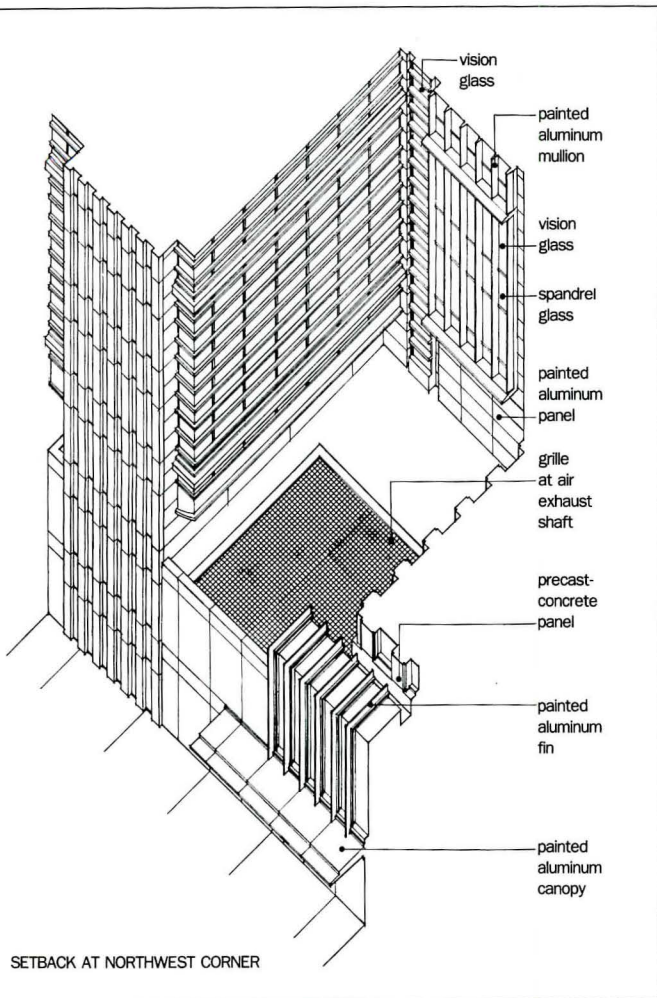 vision
glass
painted
aluminum
mullion
vision
glass
spandrel
glass
painted
aluminum
panel
grille
at air
exhaust
shaft
precast-
concrete
panel
painted
aluminum
fin
painted
aluminum
canopy
SETBACK AT NORTHWEST CORNER